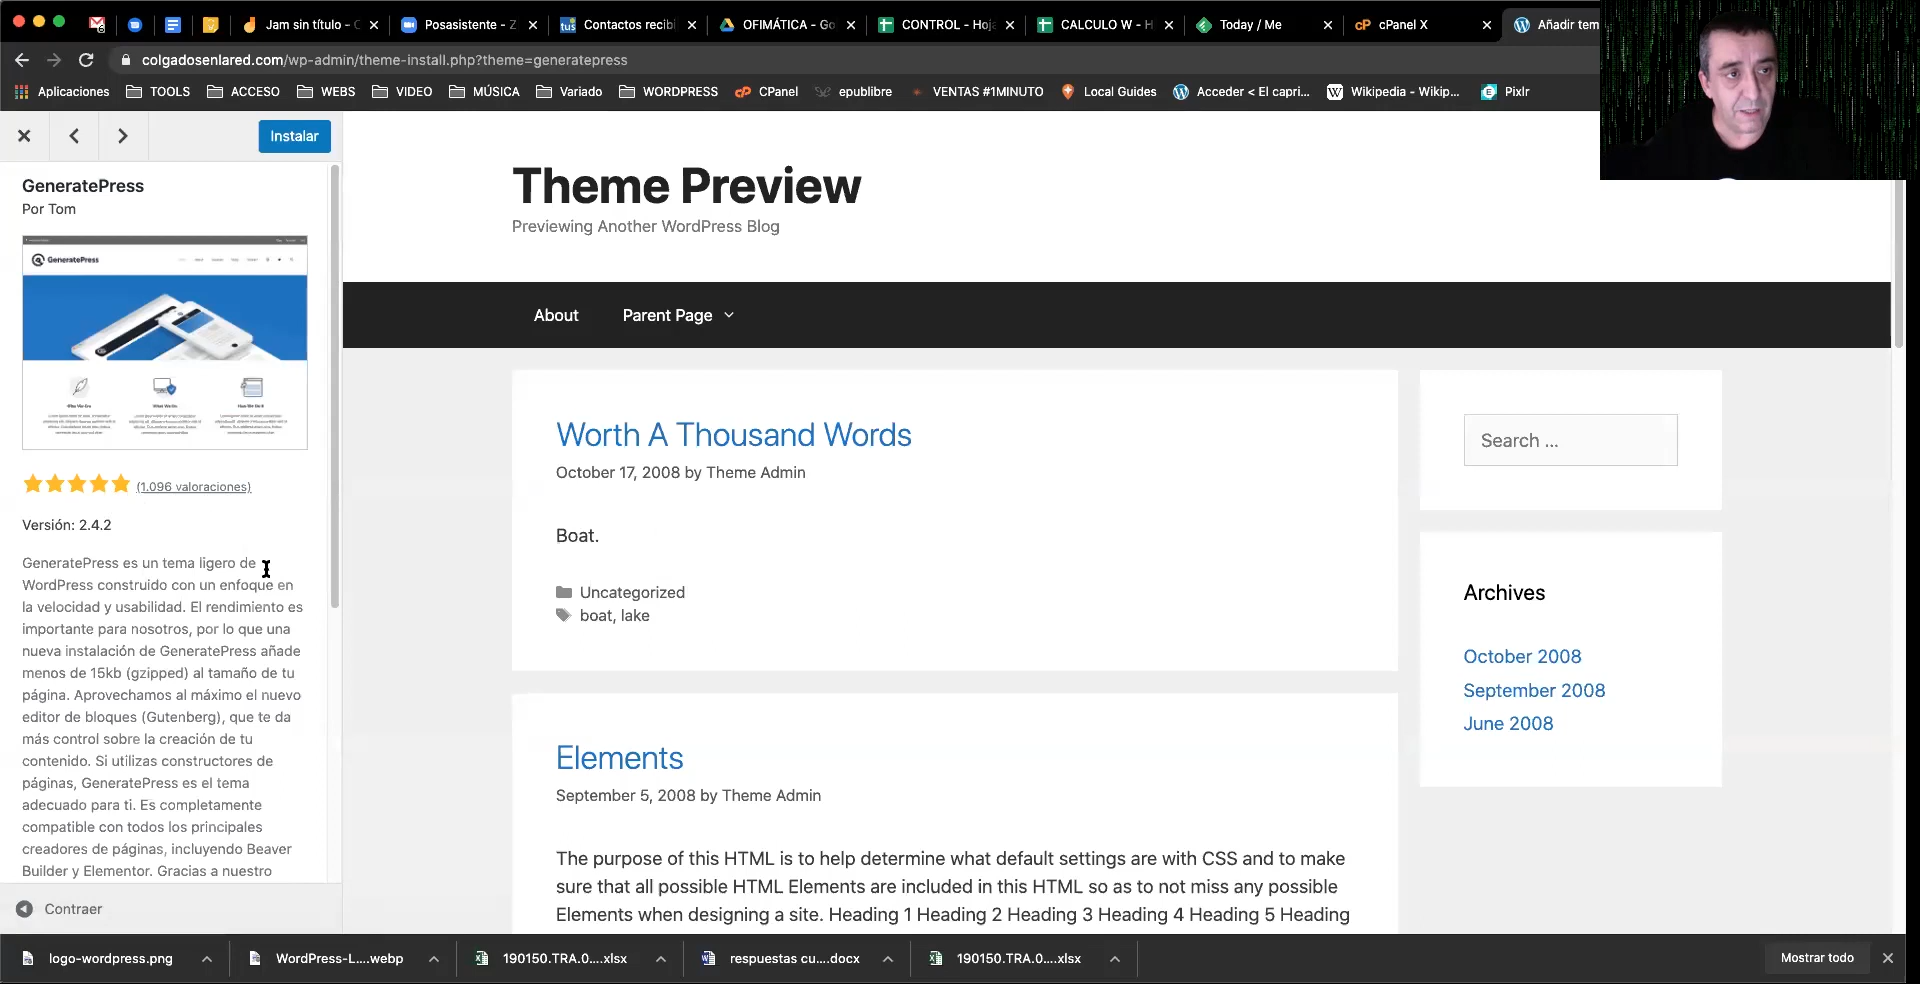 Jam sin título - C
Posasistente - Z
Contactos recibi
OFIMÁTICA - Go
CONTROL - Hoja
CALCULO W - H
Today / Me
cPanel X
Añadir tem
colgadosenlared.com/wp-admin/theme-install.php?theme=generatepress
Aplicaciones
TOOLS
ACCESO
WEBS
VIDEO
MÚSICA
Variado
WORDPRESS
CPanel
epublibre
VENTAS #1MINUTO
Local Guides
Acceder < El capri...
Wikipedia - Wikip...
Pixlr
Instalar
GeneratePress
Por Tom
GeneratePress
Who We Are
What We Do
How We Do It
(1.096 valoraciones)
Versión: 2.4.2
GeneratePress es un tema ligero de
WordPress construido con un enfoque en
la velocidad y usabilidad. El rendimiento es
importante para nosotros, por lo que una
nueva instalación de GeneratePress añade
menos de 15kb (gzipped) al tamaño de tu
página. Aprovechamos al máximo el nuevo
editor de bloques (Gutenberg), que te da
más control sobre la creación de tu
contenido. Si utilizas constructores de
páginas, GeneratePress es el tema
adecuado para ti. Es completamente
compatible con todos los principales
creadores de páginas, incluyendo Beaver
Builder y Elementor. Gracias a nuestro
Contraer
Theme Preview
Previewing Another WordPress Blog
About
Parent Page
Worth A Thousand Words
October 17, 2008 by Theme Admin
Boat.
Uncategorized
boat, lake
Elements
September 5, 2008 by Theme Admin
The purpose of this HTML is to help determine what default settings are with CSS and to make
sure that all possible HTML Elements are included in this HTML so as to not miss any possible
Elements when designing a site. Heading 1 Heading 2 Heading 3 Heading 4 Heading 5 Heading
Search ...
Archives
October 2008
September 2008
June 2008
logo-wordpress.png
WordPress-L....webp
190150.TRA.0....xlsx
respuestas cu....docx
190150.TRA.0....xlsx
Mostrar todo